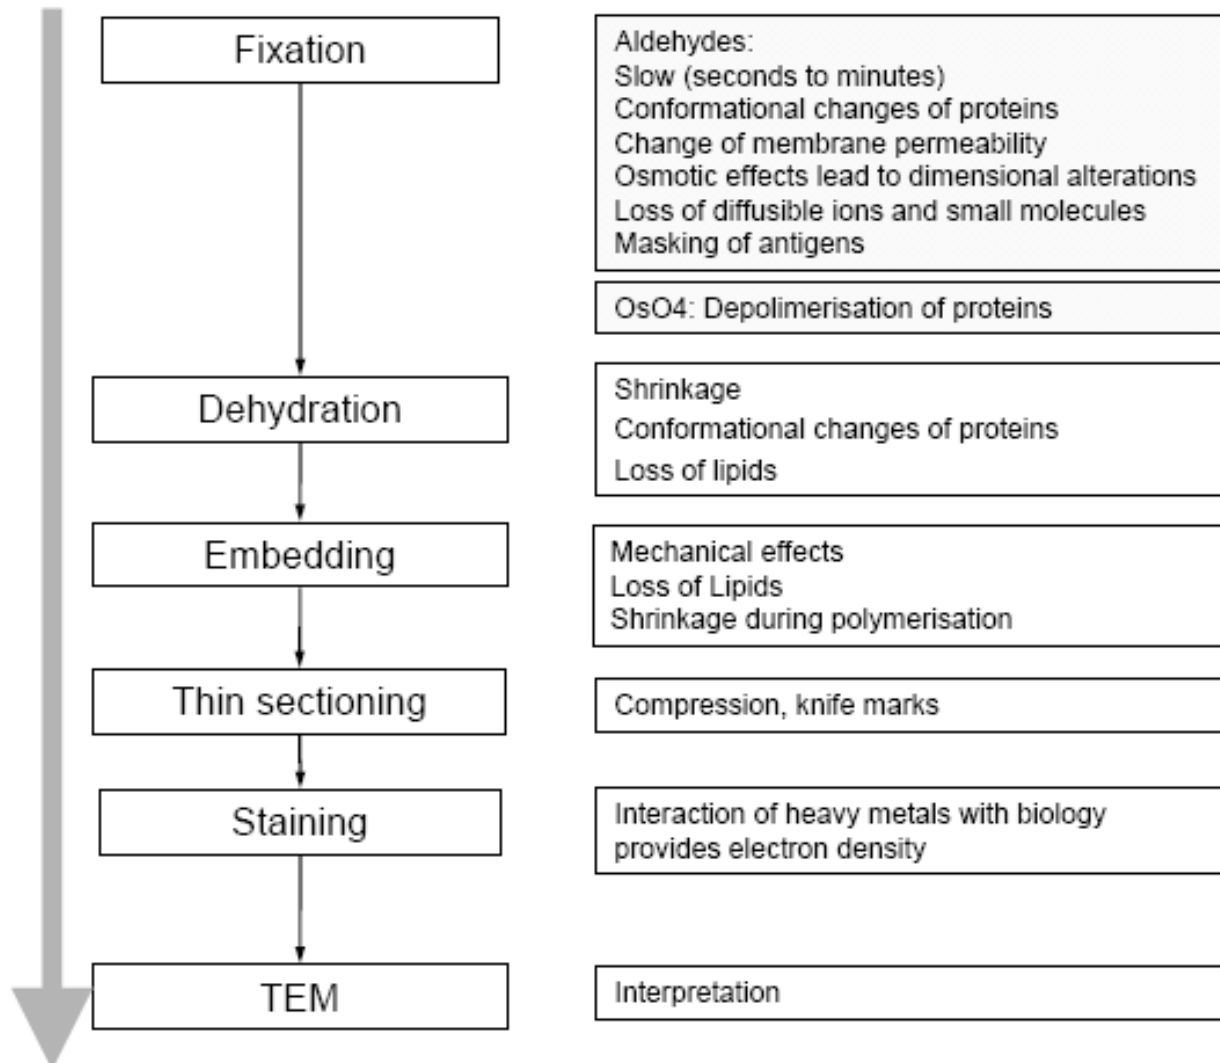 Fixation
Aldehydes:
Slow (seconds to minutes)
Conformational changes of proteins
Change of membrane permeability
Osmotic effects lead to dimensional alterations
Loss of diffusible ions and small molecules
Masking of antigens
OsO4: Depolimerisation of proteins
Dehydration
Shrinkage
Conformational changes of proteins
Loss of lipids
Embedding
Mechanical effects
Loss of Lipids
Shrinkage during polymerisation
Thin sectioning
Compression, knife marks
Staining
Interaction of heavy metals with biology
provides electron density
TEM
Interpretation